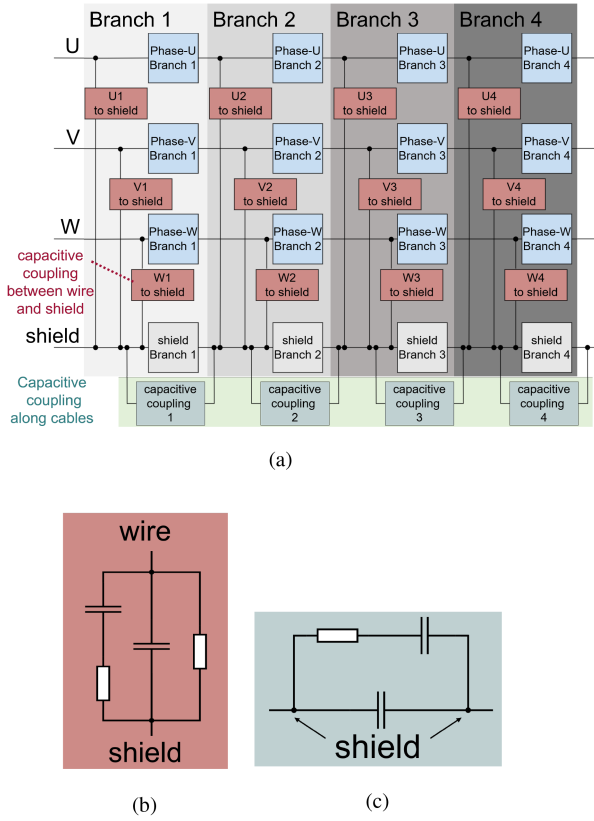 Branch 1
Branch 2
Branch 3
Branch 4
U
Phase-U
Branch 1
Phase-U
Branch 2
Phase-U
Branch 3
Phase-U
Branch 4
U1
to shield
U2
to shield
U3
to shield
U4
to shield
V
Phase-V
Branch 1
Phase-V
Branch 2
Phase-V
Branch 3
Phase-V
Branch 4
V1
to shield
V2
to shield
V3
to shield
V4
to shield
W
Phase-W
Branch 1
Phase-W
Branch 2
Phase-W
Branch 3
Phase-W
Branch 4
capacitive
coupling
between wire
and shield
W1
to shield
W2
to shield
W3
to shield
W4
to shield
shield
shield
Branch 1
shield
Branch 2
shield
Branch 3
shield
Branch 4
Capacitive
coupling
along cables
capacitive
coupling
1
capacitive
coupling
2
capacitive
coupling
3
capacitive
coupling
4
(a)
wire
shield
(b)
shield
(c)